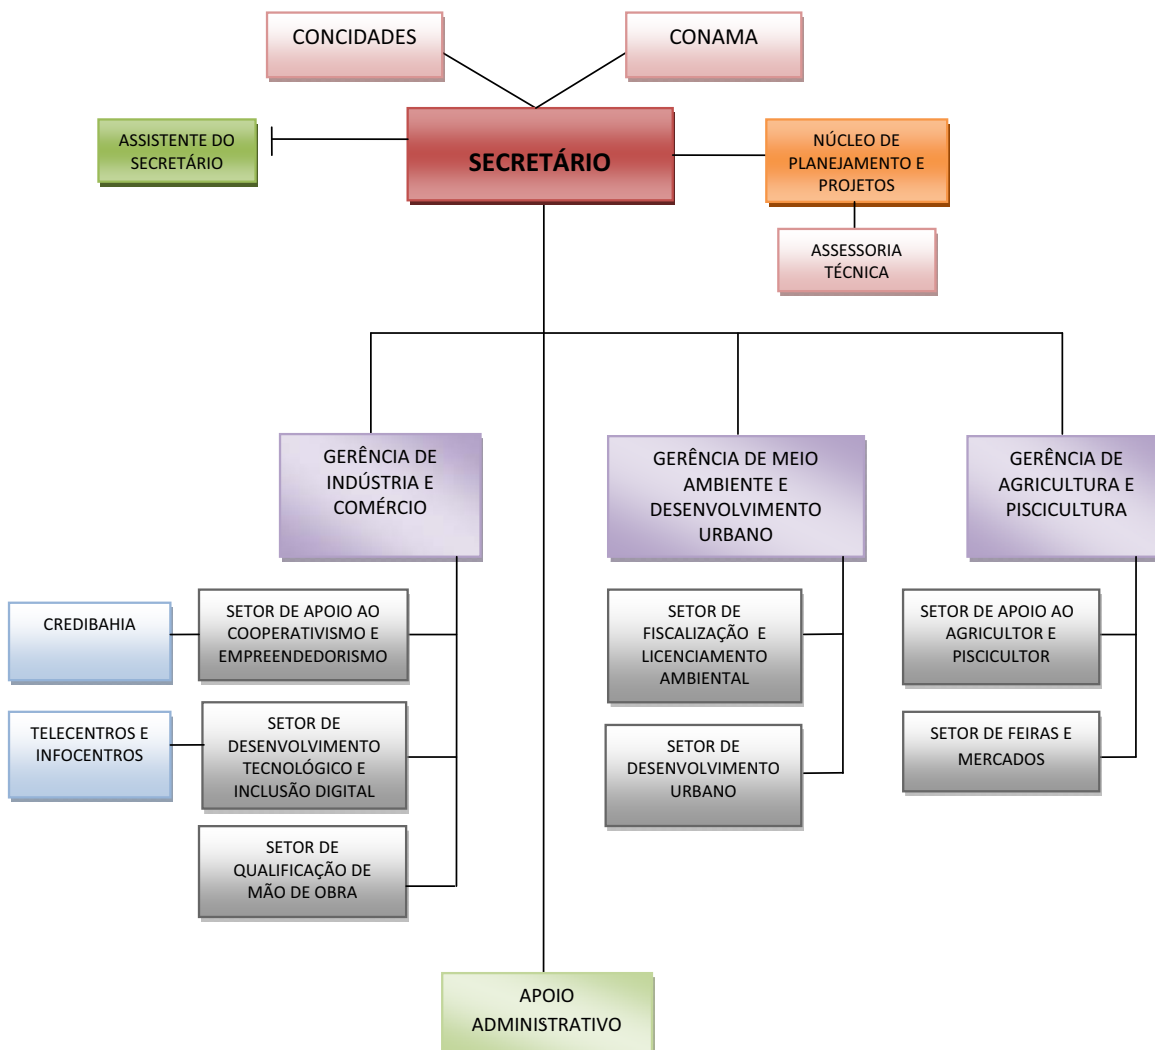 CONCIDADES
CONAMA
ASSISTENTE DO
SECRETÁRIO
SECRETÁRIO
NÚCLEO DE
PLANEJAMENTO E
PROJETOS
ASSESSORIA
TÉCNICA
GERÊNCIA DE
INDÚSTRIA E
COMÉRCIO
GERÊNCIA DE MEIO
AMBIENTE E
DESENVOLVIMENTO
URBANO
GERÊNCIA DE
AGRICULTURA E
PISCICULTURA
CREDIBAHIA
SETOR DE APOIO AO
COOPERATIVISMO E
EMPREENDEDORISMO
SETOR DE
FISCALIZAÇÃO E
LICENCIAMENTO
AMBIENTAL
SETOR DE APOIO AO
AGRICULTOR E
PISCICULTOR
TELECENTROS E
INFOCENTROS
SETOR DE
DESENVOLVIMENTO
TECNOLÓGICO E
INCLUSÃO DIGITAL
SETOR DE
DESENVOLVIMENTO
URBANO
SETOR DE FEIRAS E
MERCADOS
SETOR DE
QUALIFICAÇÃO DE
MÃO DE OBRA
APOIO
ADMINISTRATIVO